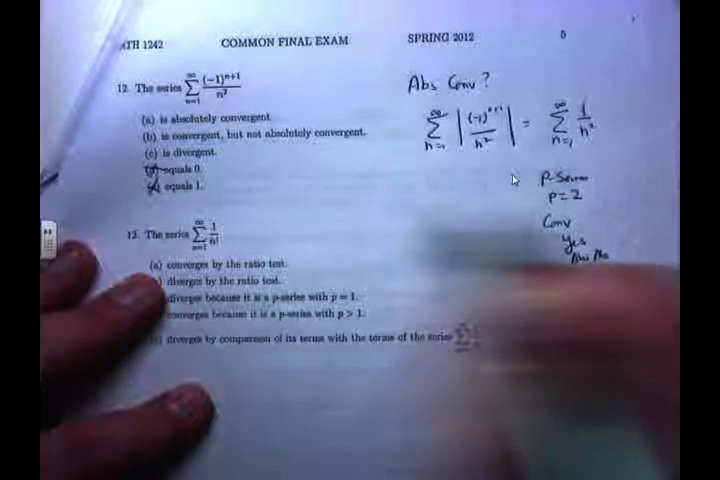 ATH 1242 COMMON FINAL EXAM SPRING 2012 5
12. The series ∑_{n=1}^{∞} (-1)^{n+1}/n²
(a) is absolutely convergent.
(b) is convergent, but not absolutely convergent.
(c) is divergent.
equals 0.
equals 1.
13. The series ∑_{n=1}^{∞} 1/n!
(a) converges by the ratio test.
diverges by the ratio test.
diverges because it is a p-series with p = 1.
converges because it is a p-series with p > 1.
diverges by comparison of its terms with the terms of the series
Abs Conv?
∑_{n=1}^{∞} |(-1)^{n+1}/n²| = ∑_{n=1}^{∞} 1/n²
P-Series
p=2
Conv
Yes